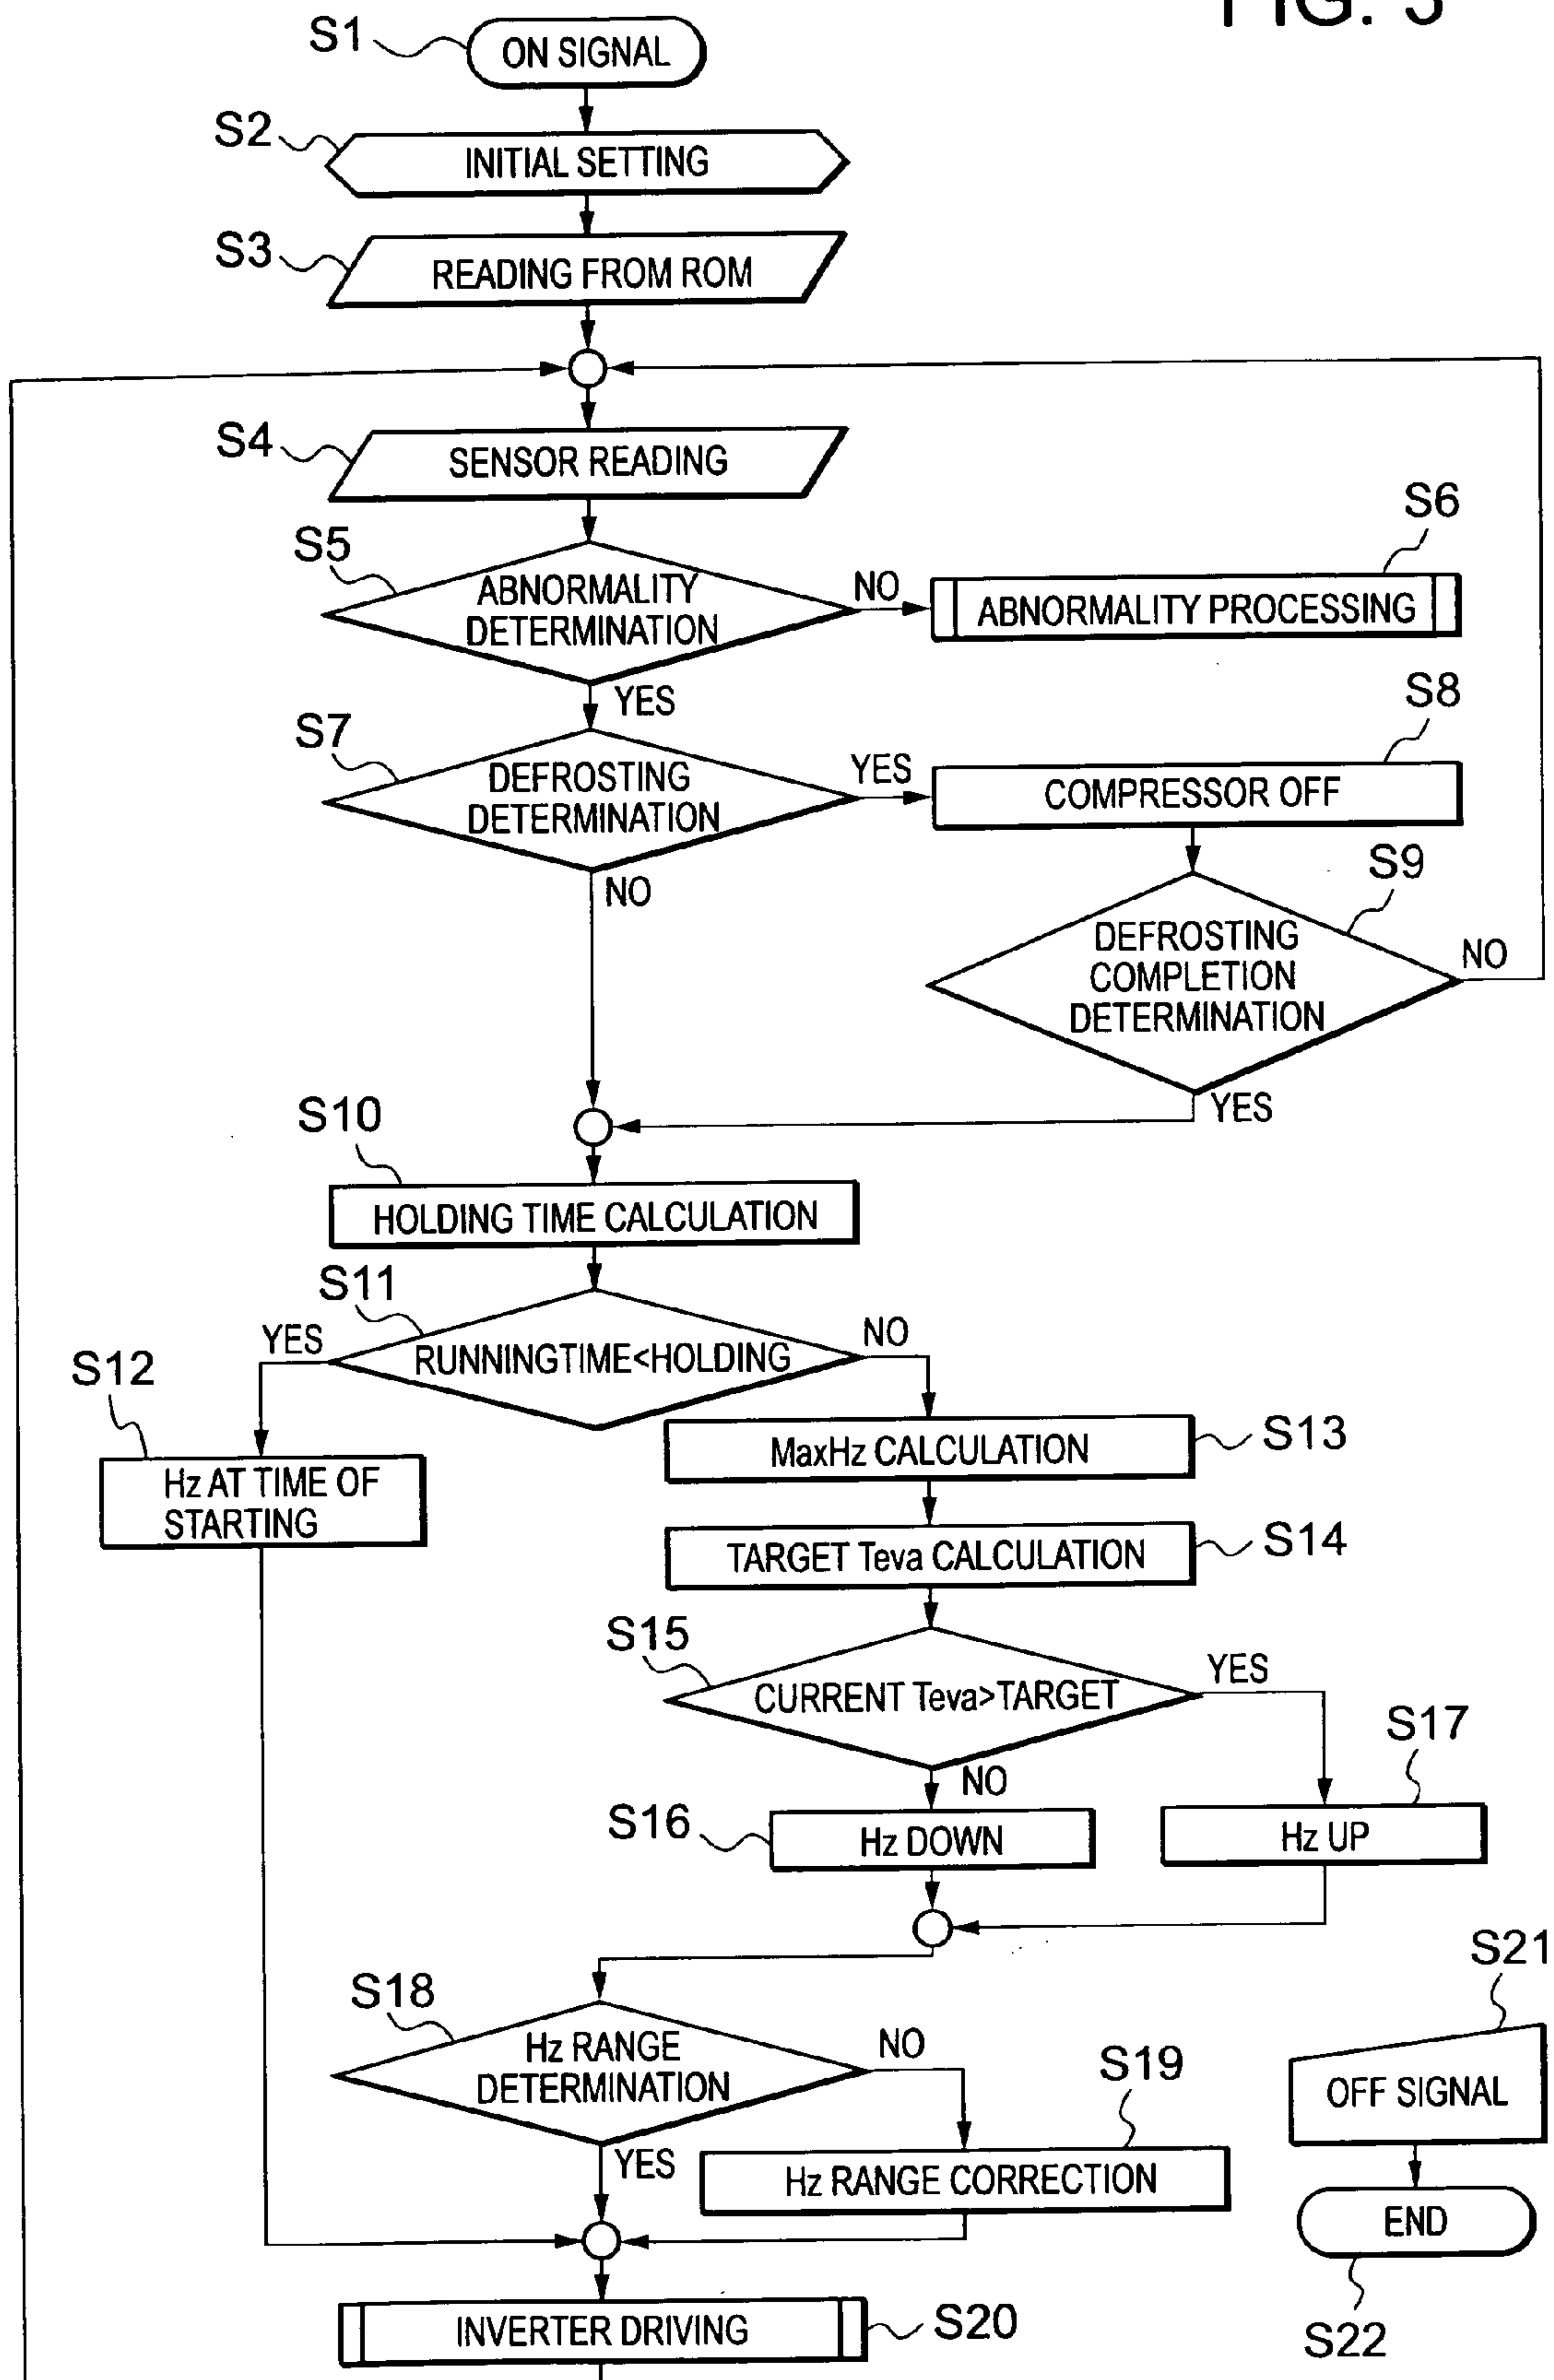 FIG. 3
S1
ON SIGNAL
S2
INITIAL SETTING
S3
READING FROM ROM
S4
SENSOR READING
S5
ABNORMALITY
DETERMINATION
NO
S6
ABNORMALITY PROCESSING
YES
S7
DEFROSTING
DETERMINATION
YES
S8
COMPRESSOR OFF
NO
S9
DEFROSTING
COMPLETION
DETERMINATION
NO
YES
S10
HOLDING TIME CALCULATION
S11
RUNNINGTIME<HOLDING
YES
NO
S12
Hz AT TIME OF
STARTING
MaxHz CALCULATION
S13
TARGET Teva CALCULATION
S14
S15
CURRENT Teva>TARGET
YES
NO
S16
Hz DOWN
S17
Hz UP
S18
Hz RANGE
DETERMINATION
NO
YES
S19
Hz RANGE CORRECTION
S21
OFF SIGNAL
END
S22
INVERTER DRIVING
S20